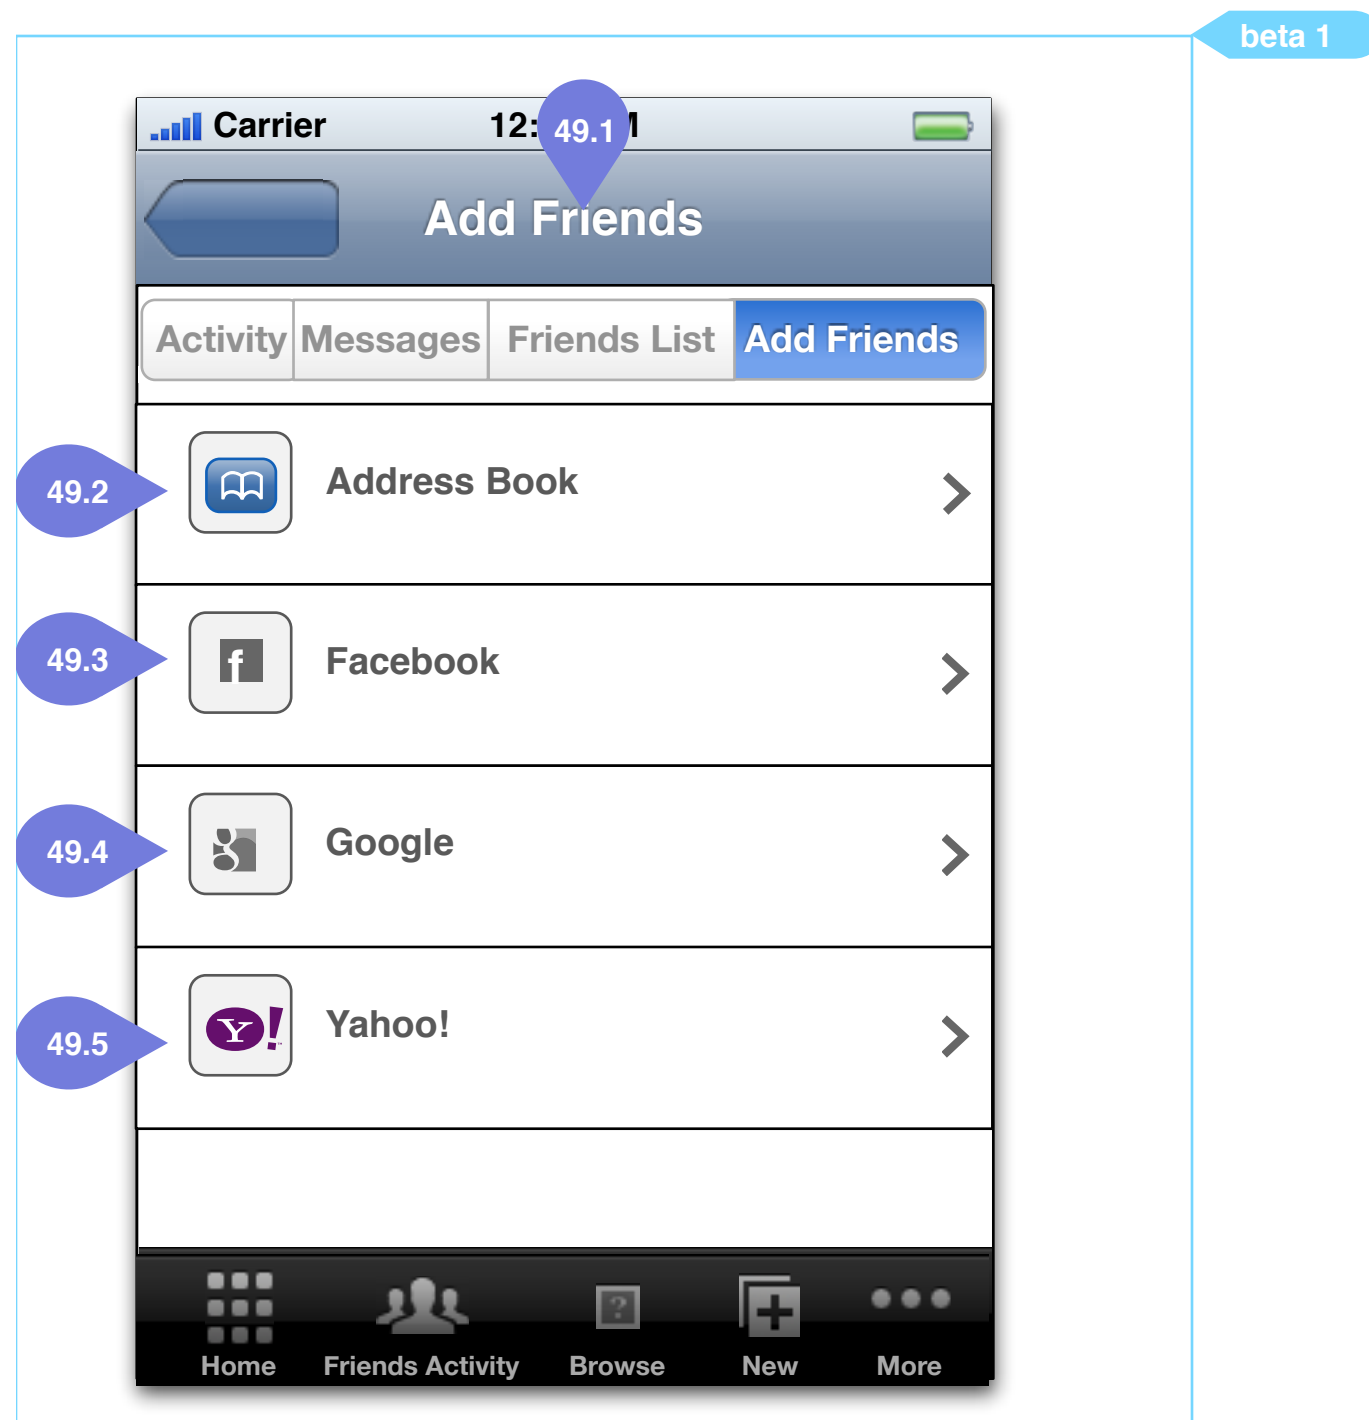 beta 1
Carrier 12: M
49.1
Add Friends
Activity Messages Friends List Add Friends
49.2 Address Book
49.3 f Facebook
49.4 g Google
49.5 Y! Yahoo!
?
Home Friends Activity Browse New More